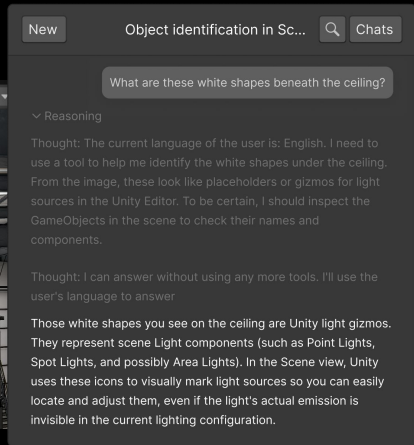 New
Object identification in Sc...
Chats
What are these white shapes beneath the ceiling?
Reasoning
Thought: The current language of the user is: English. I need to
use a tool to help me identify the white shapes under the ceiling.
From the image, these look like placeholders or gizmos for light
sources in the Unity Editor. To be certain, I should inspect the
GameObjects in the scene to check their names and
components.
Thought: I can answer without using any more tools. I'll use the
user's language to answer
Those white shapes you see on the ceiling are Unity light gizmos.
They represent scene Light components (such as Point Lights,
Spot Lights, and possibly Area Lights). In the Scene view, Unity
uses these icons to visually mark light sources so you can easily
locate and adjust them, even if the light's actual emission is
invisible in the current lighting configuration.